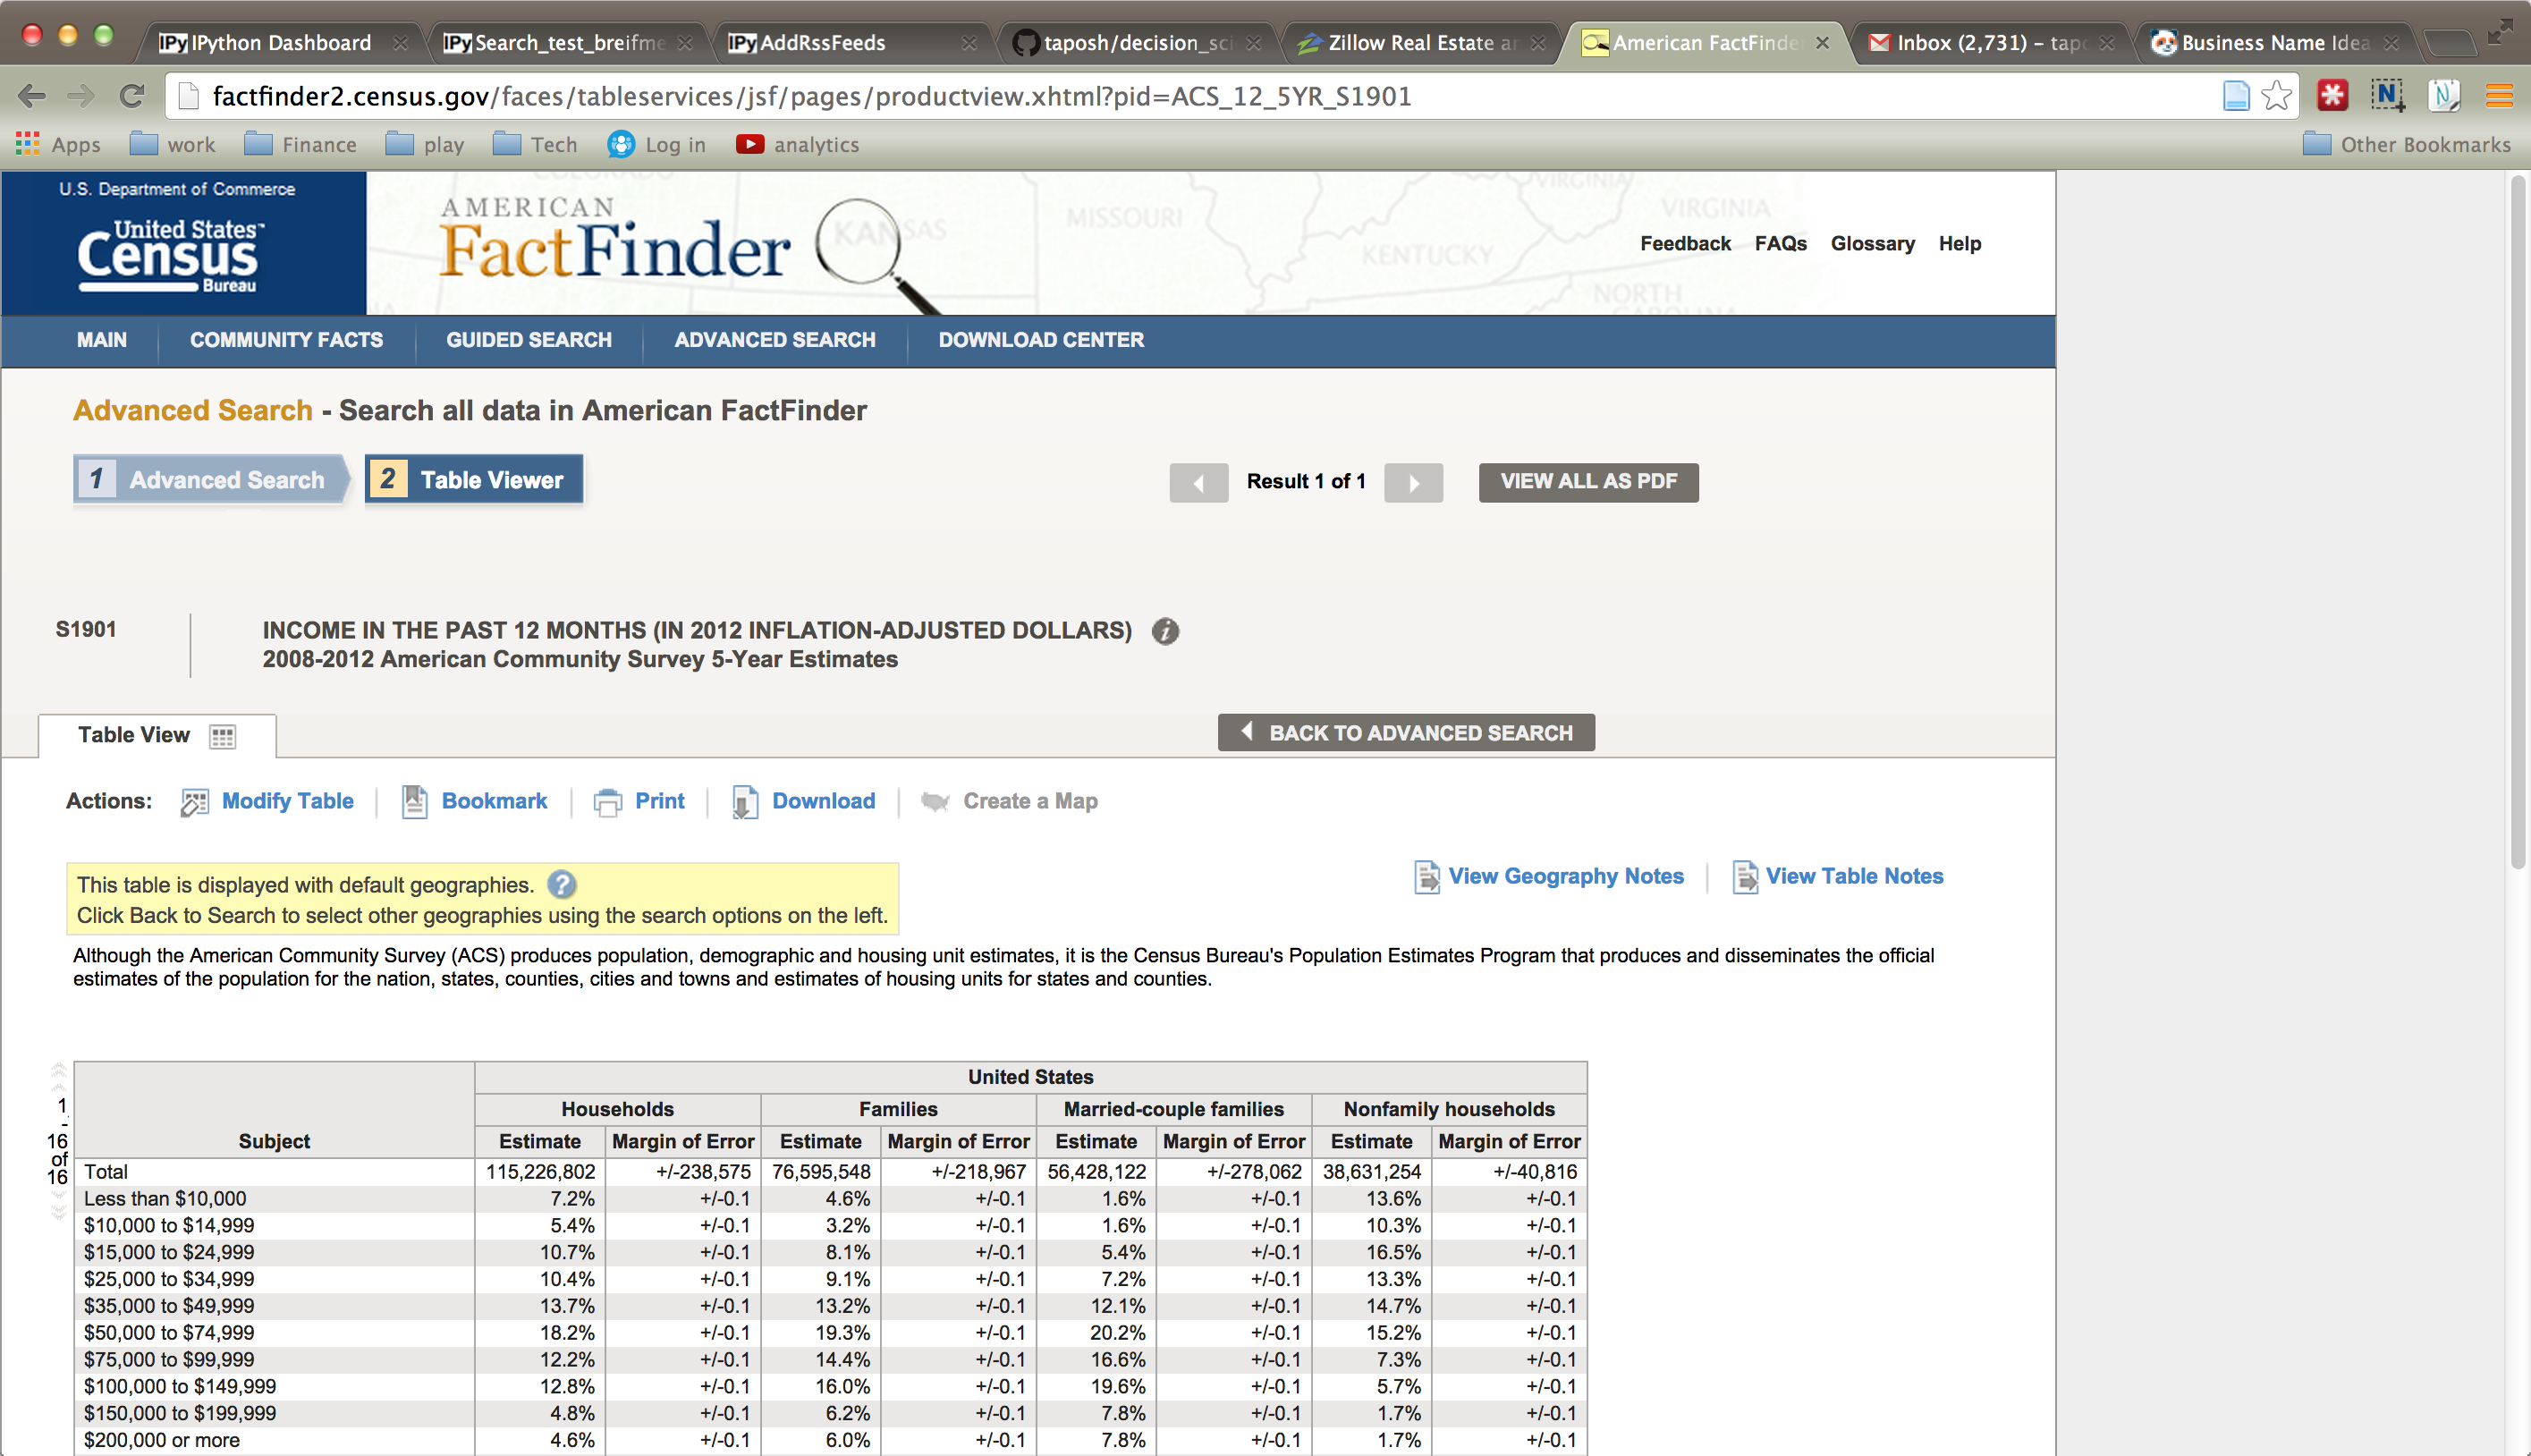 IPy IPython Dashboard
IPy Search_test_breifme
IPy AddRssFeeds
taposh/decision_sci
Zillow Real Estate an
American FactFinde
Inbox (2,731) – tap
Business Name Idea
factfinder2.census.gov/faces/tableservices/jsf/pages/productview.xhtml?pid=ACS_12_5YR_S1901
Apps work Finance play Tech Log in analytics Other Bookmarks
U.S. Department of Commerce
United States™
Census
Bureau
AMERICAN
FactFinder
COLORADO
KANSAS
MISSOURI
VIRGINIA
VIRGINIA
KENTUCKY
NORTH
CAROLINA
Feedback FAQs Glossary Help
MAIN COMMUNITY FACTS GUIDED SEARCH ADVANCED SEARCH DOWNLOAD CENTER
Advanced Search - Search all data in American FactFinder
1 Advanced Search 2 Table Viewer Result 1 of 1 VIEW ALL AS PDF
S1901 INCOME IN THE PAST 12 MONTHS (IN 2012 INFLATION-ADJUSTED DOLLARS)
2008-2012 American Community Survey 5-Year Estimates
Table View BACK TO ADVANCED SEARCH
Actions: Modify Table Bookmark Print Download Create a Map
This table is displayed with default geographies.
Click Back to Search to select other geographies using the search options on the left.
View Geography Notes View Table Notes
Although the American Community Survey (ACS) produces population, demographic and housing unit estimates, it is the Census Bureau's Population Estimates Program that produces and disseminates the official
estimates of the population for the nation, states, counties, cities and towns and estimates of housing units for states and counties.
1
-
16
of
16
United States
Households Families Married-couple families Nonfamily households
Subject Estimate Margin of Error Estimate Margin of Error Estimate Margin of Error Estimate Margin of Error
Total 115,226,802 +/-238,575 76,595,548 +/-218,967 56,428,122 +/-278,062 38,631,254 +/-40,816
Less than $10,000 7.2% +/-0.1 4.6% +/-0.1 1.6% +/-0.1 13.6% +/-0.1
$10,000 to $14,999 5.4% +/-0.1 3.2% +/-0.1 1.6% +/-0.1 10.3% +/-0.1
$15,000 to $24,999 10.7% +/-0.1 8.1% +/-0.1 5.4% +/-0.1 16.5% +/-0.1
$25,000 to $34,999 10.4% +/-0.1 9.1% +/-0.1 7.2% +/-0.1 13.3% +/-0.1
$35,000 to $49,999 13.7% +/-0.1 13.2% +/-0.1 12.1% +/-0.1 14.7% +/-0.1
$50,000 to $74,999 18.2% +/-0.1 19.3% +/-0.1 20.2% +/-0.1 15.2% +/-0.1
$75,000 to $99,999 12.2% +/-0.1 14.4% +/-0.1 16.6% +/-0.1 7.3% +/-0.1
$100,000 to $149,999 12.8% +/-0.1 16.0% +/-0.1 19.6% +/-0.1 5.7% +/-0.1
$150,000 to $199,999 4.8% +/-0.1 6.2% +/-0.1 7.8% +/-0.1 1.7% +/-0.1
$200,000 or more 4.6% +/-0.1 6.0% +/-0.1 7.8% +/-0.1 1.7% +/-0.1